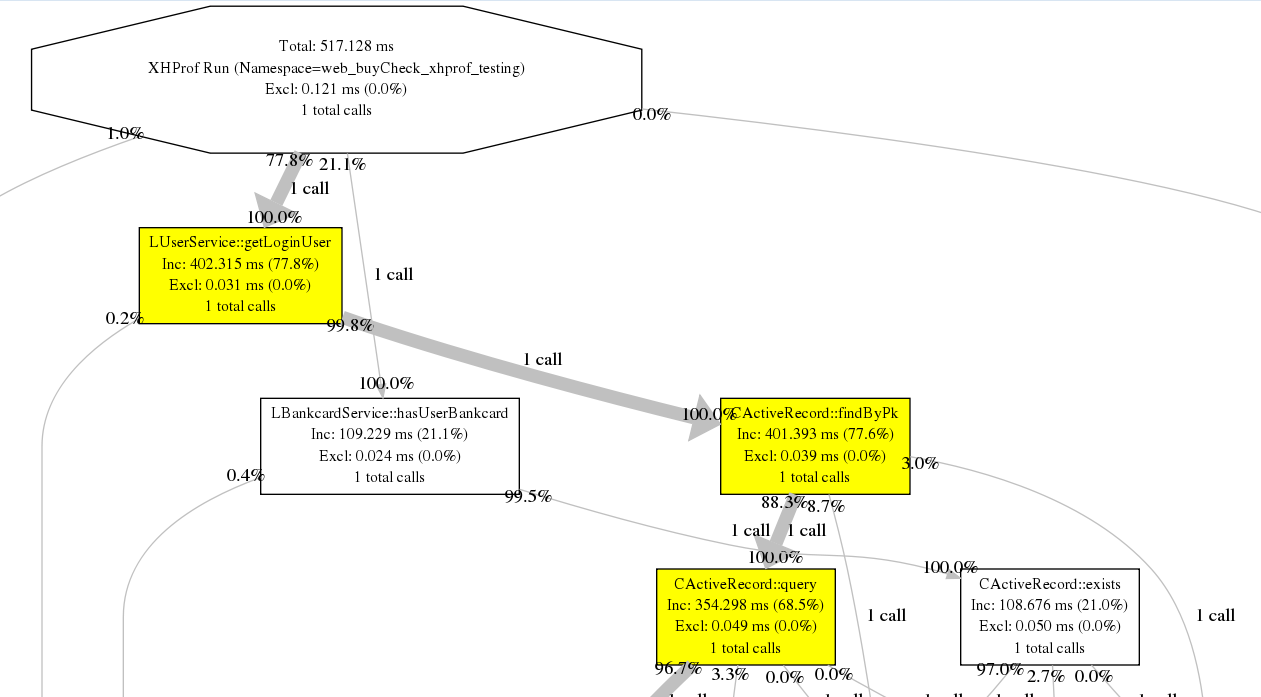 Total: 517.128 ms
XHProf Run (Namespace=web_buyCheck_xhprof_testing)
Excl: 0.121 ms (0.0%)
1 total calls
0.0%
1.0%
77.8%
21.1%
1 call
100.0%
LUserService::getLoginUser
Inc: 402.315 ms (77.8%)
Excl: 0.031 ms (0.0%)
1 total calls
1 call
0.2%
99.8%
1 call
100.0%
LBankcardService::hasUserBankcard
Inc: 109.229 ms (21.1%)
Excl: 0.024 ms (0.0%)
1 total calls
0.4%
99.5%
100.0%
CActiveRecord::findByPk
Inc: 401.393 ms (77.6%)
Excl: 0.039 ms (0.0%)
1 total calls
3.0%
88.3%
8.7%
1 call
1 call
100.0%
CActiveRecord::query
Inc: 354.298 ms (68.5%)
Excl: 0.049 ms (0.0%)
1 total calls
1 call
100.0%
CActiveRecord::exists
Inc: 108.676 ms (21.0%)
Excl: 0.050 ms (0.0%)
1 total calls
1 call
96.7%
3.3%
0.0%
0.0%
97.0%
2.7%
0.0%